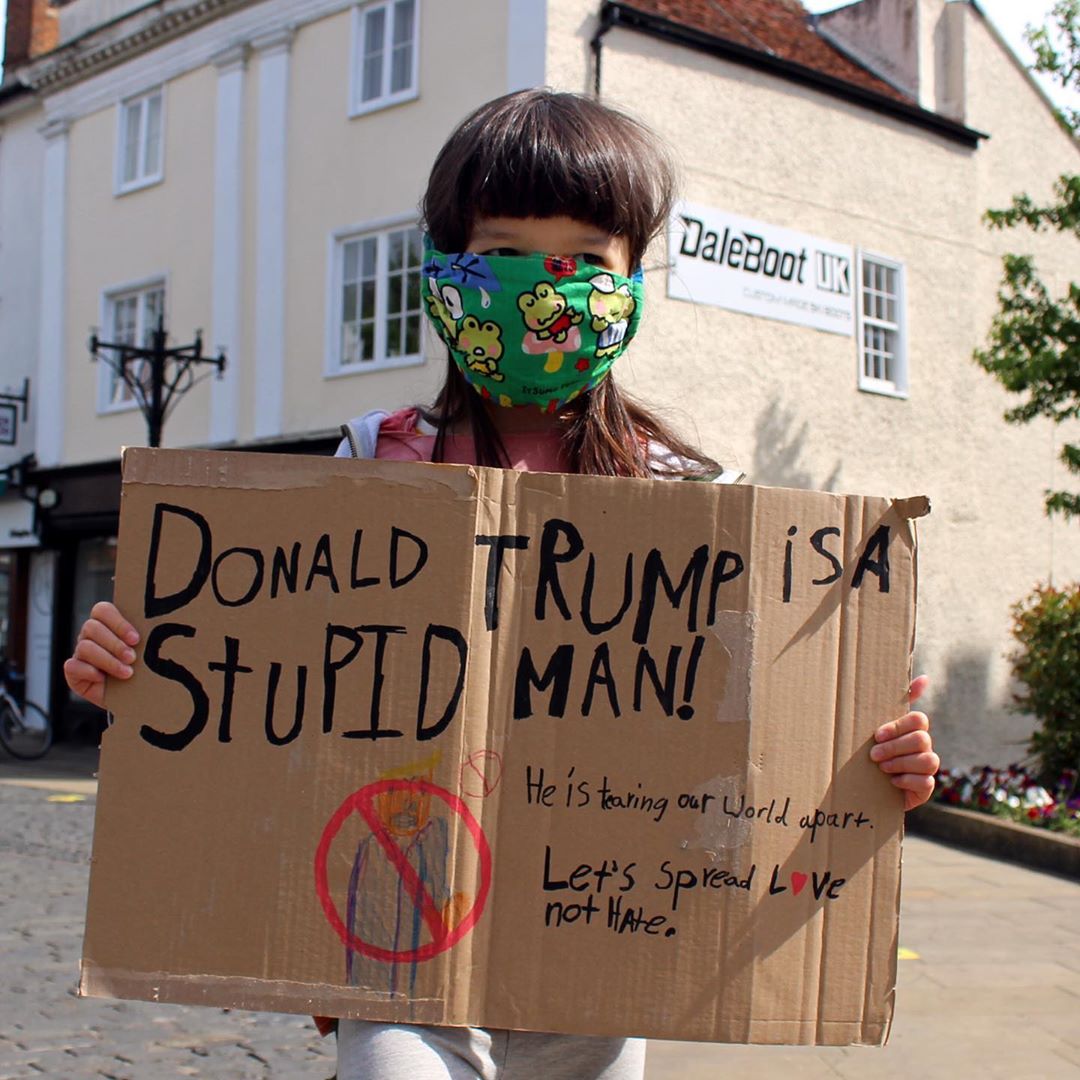 DaleBoot UK
CUSTOM MADE SKI BOOTS
DONALD TRUMP iS A
StUPID MAN!
He is tearing our World apart.
Let's Spread L♥ve
not HAte.